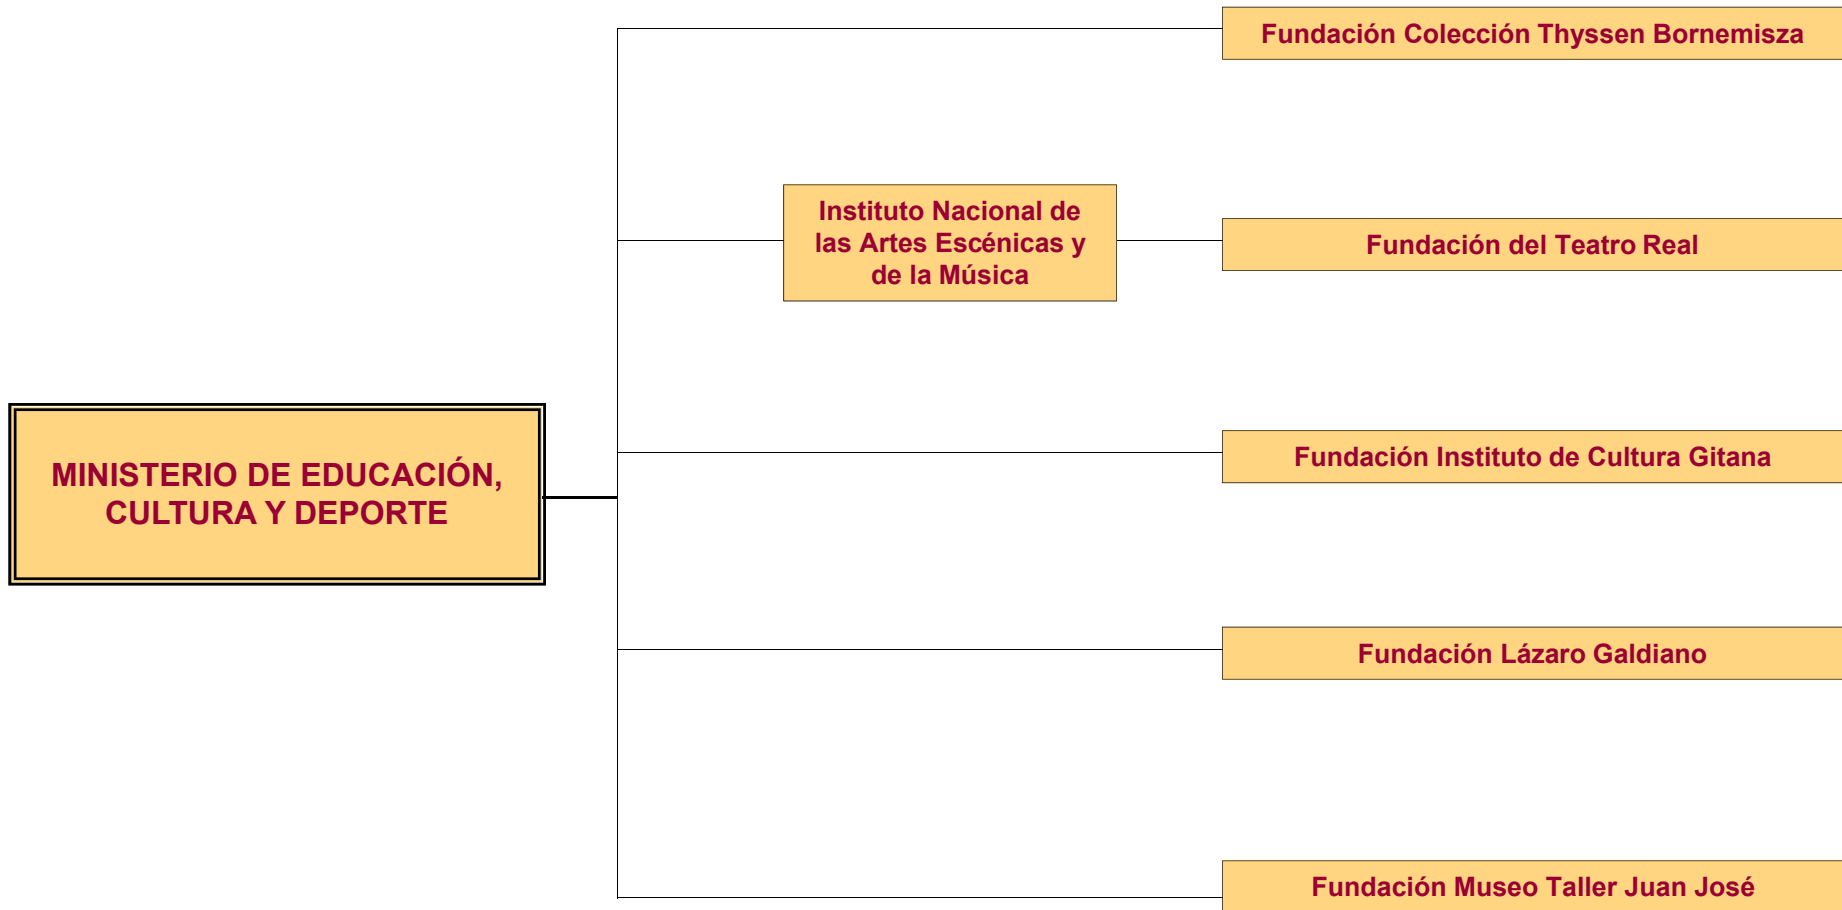 Fundación Colección Thyssen Bornemisza
Instituto Nacional de
las Artes Escénicas y
de la Música
Fundación del Teatro Real
Fundación Instituto de Cultura Gitana
MINISTERIO DE EDUCACIÓN,
CULTURA Y DEPORTE
Fundación Lázaro Galdiano
Fundación Museo Taller Juan José